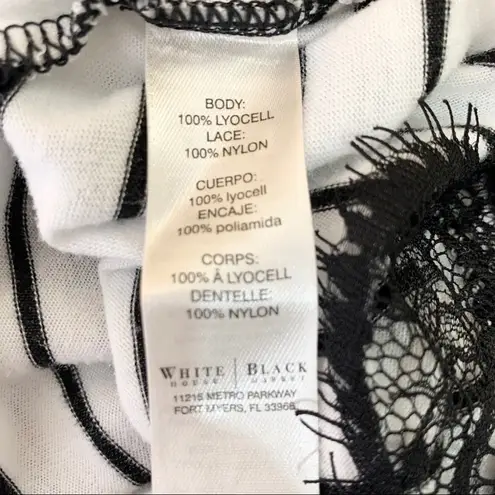 BODY:
100% LYOCELL
LACE:
100% NYLON
CUERPO:
100% lyocell
ENCAJE:
100% poliamida
CORPS:
100% À LYOCELL
DENTELLE:
100% NYLON
WHITE | BLACK
HOUSE | MARKET
11215 METRO PARKWAY
FORT MYERS, FL 33966